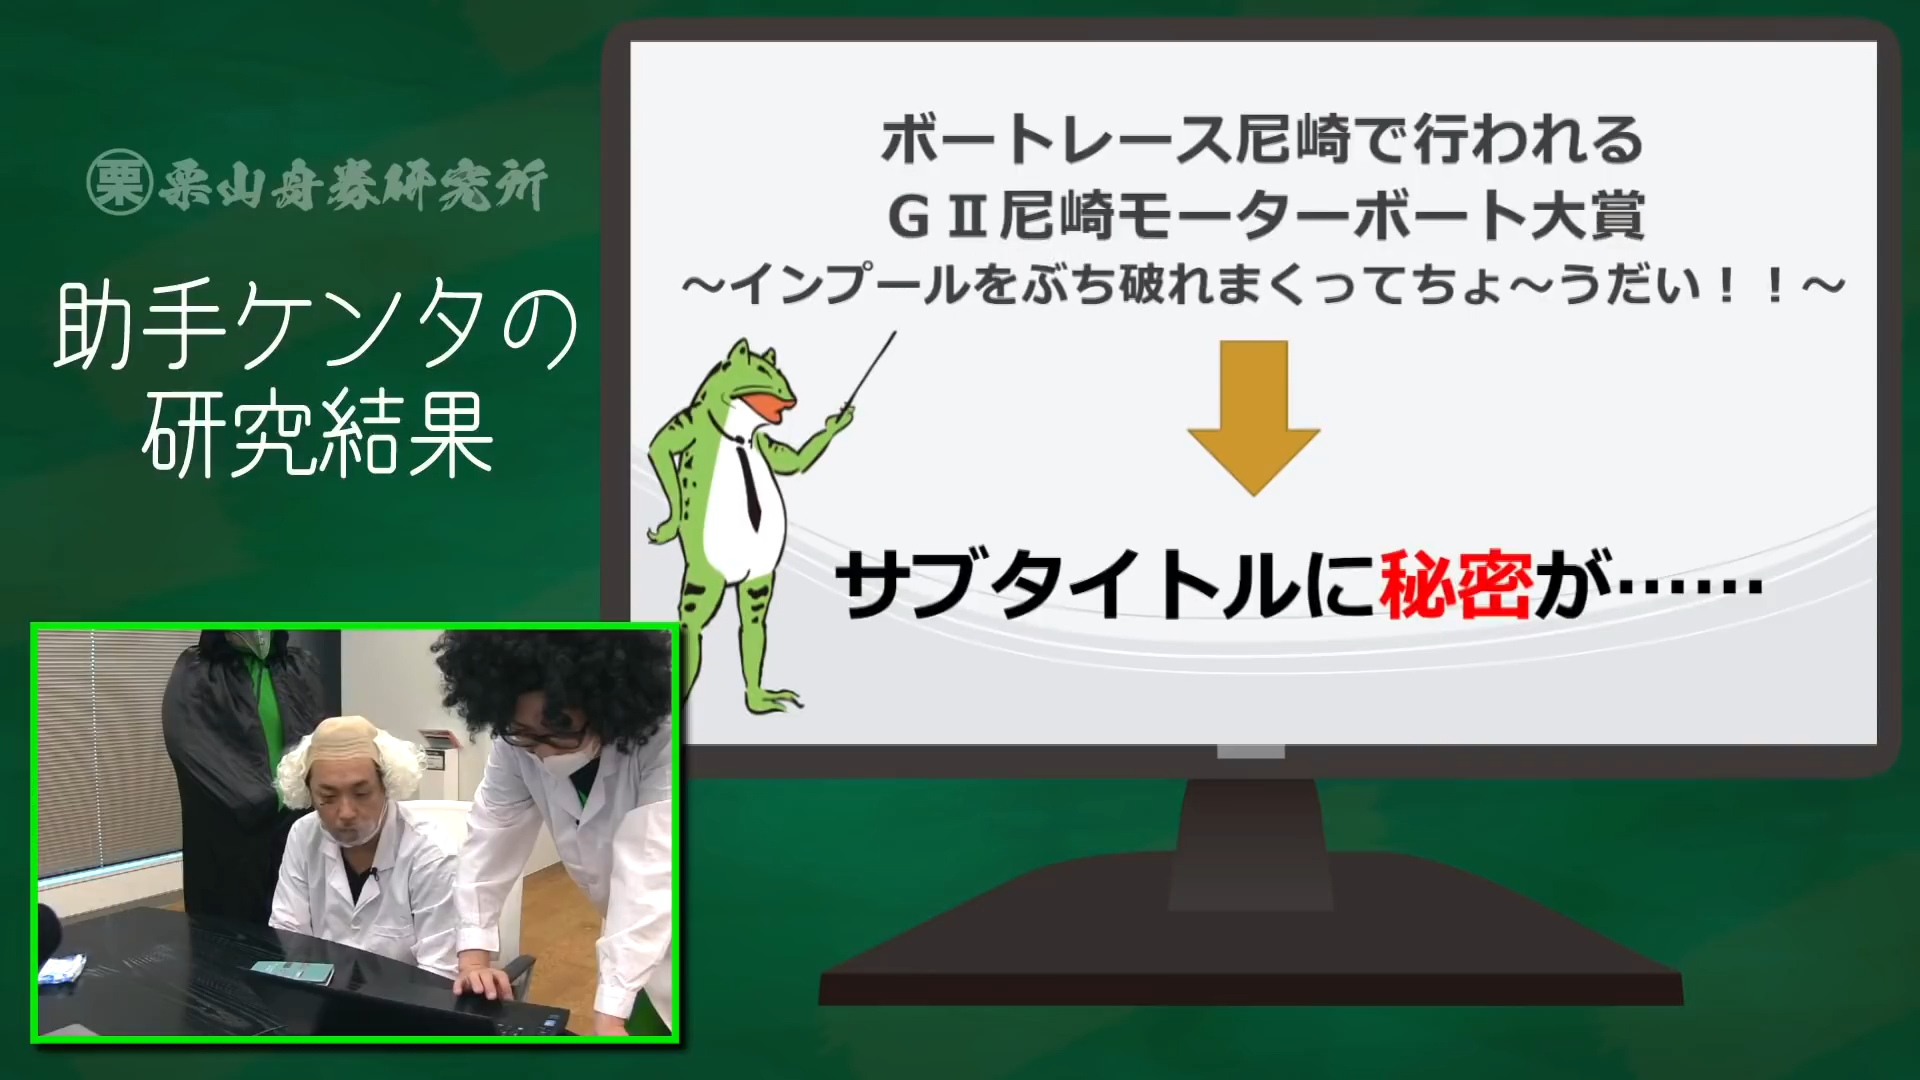 栗 栗山舟券研究所
助手ケンタの
研究結果
ボートレース尼崎で行われる
GⅡ尼崎モーターボート大賞
～インプールをぶち破れまくってちょ～うだい！！～
サブタイトルに秘密が……